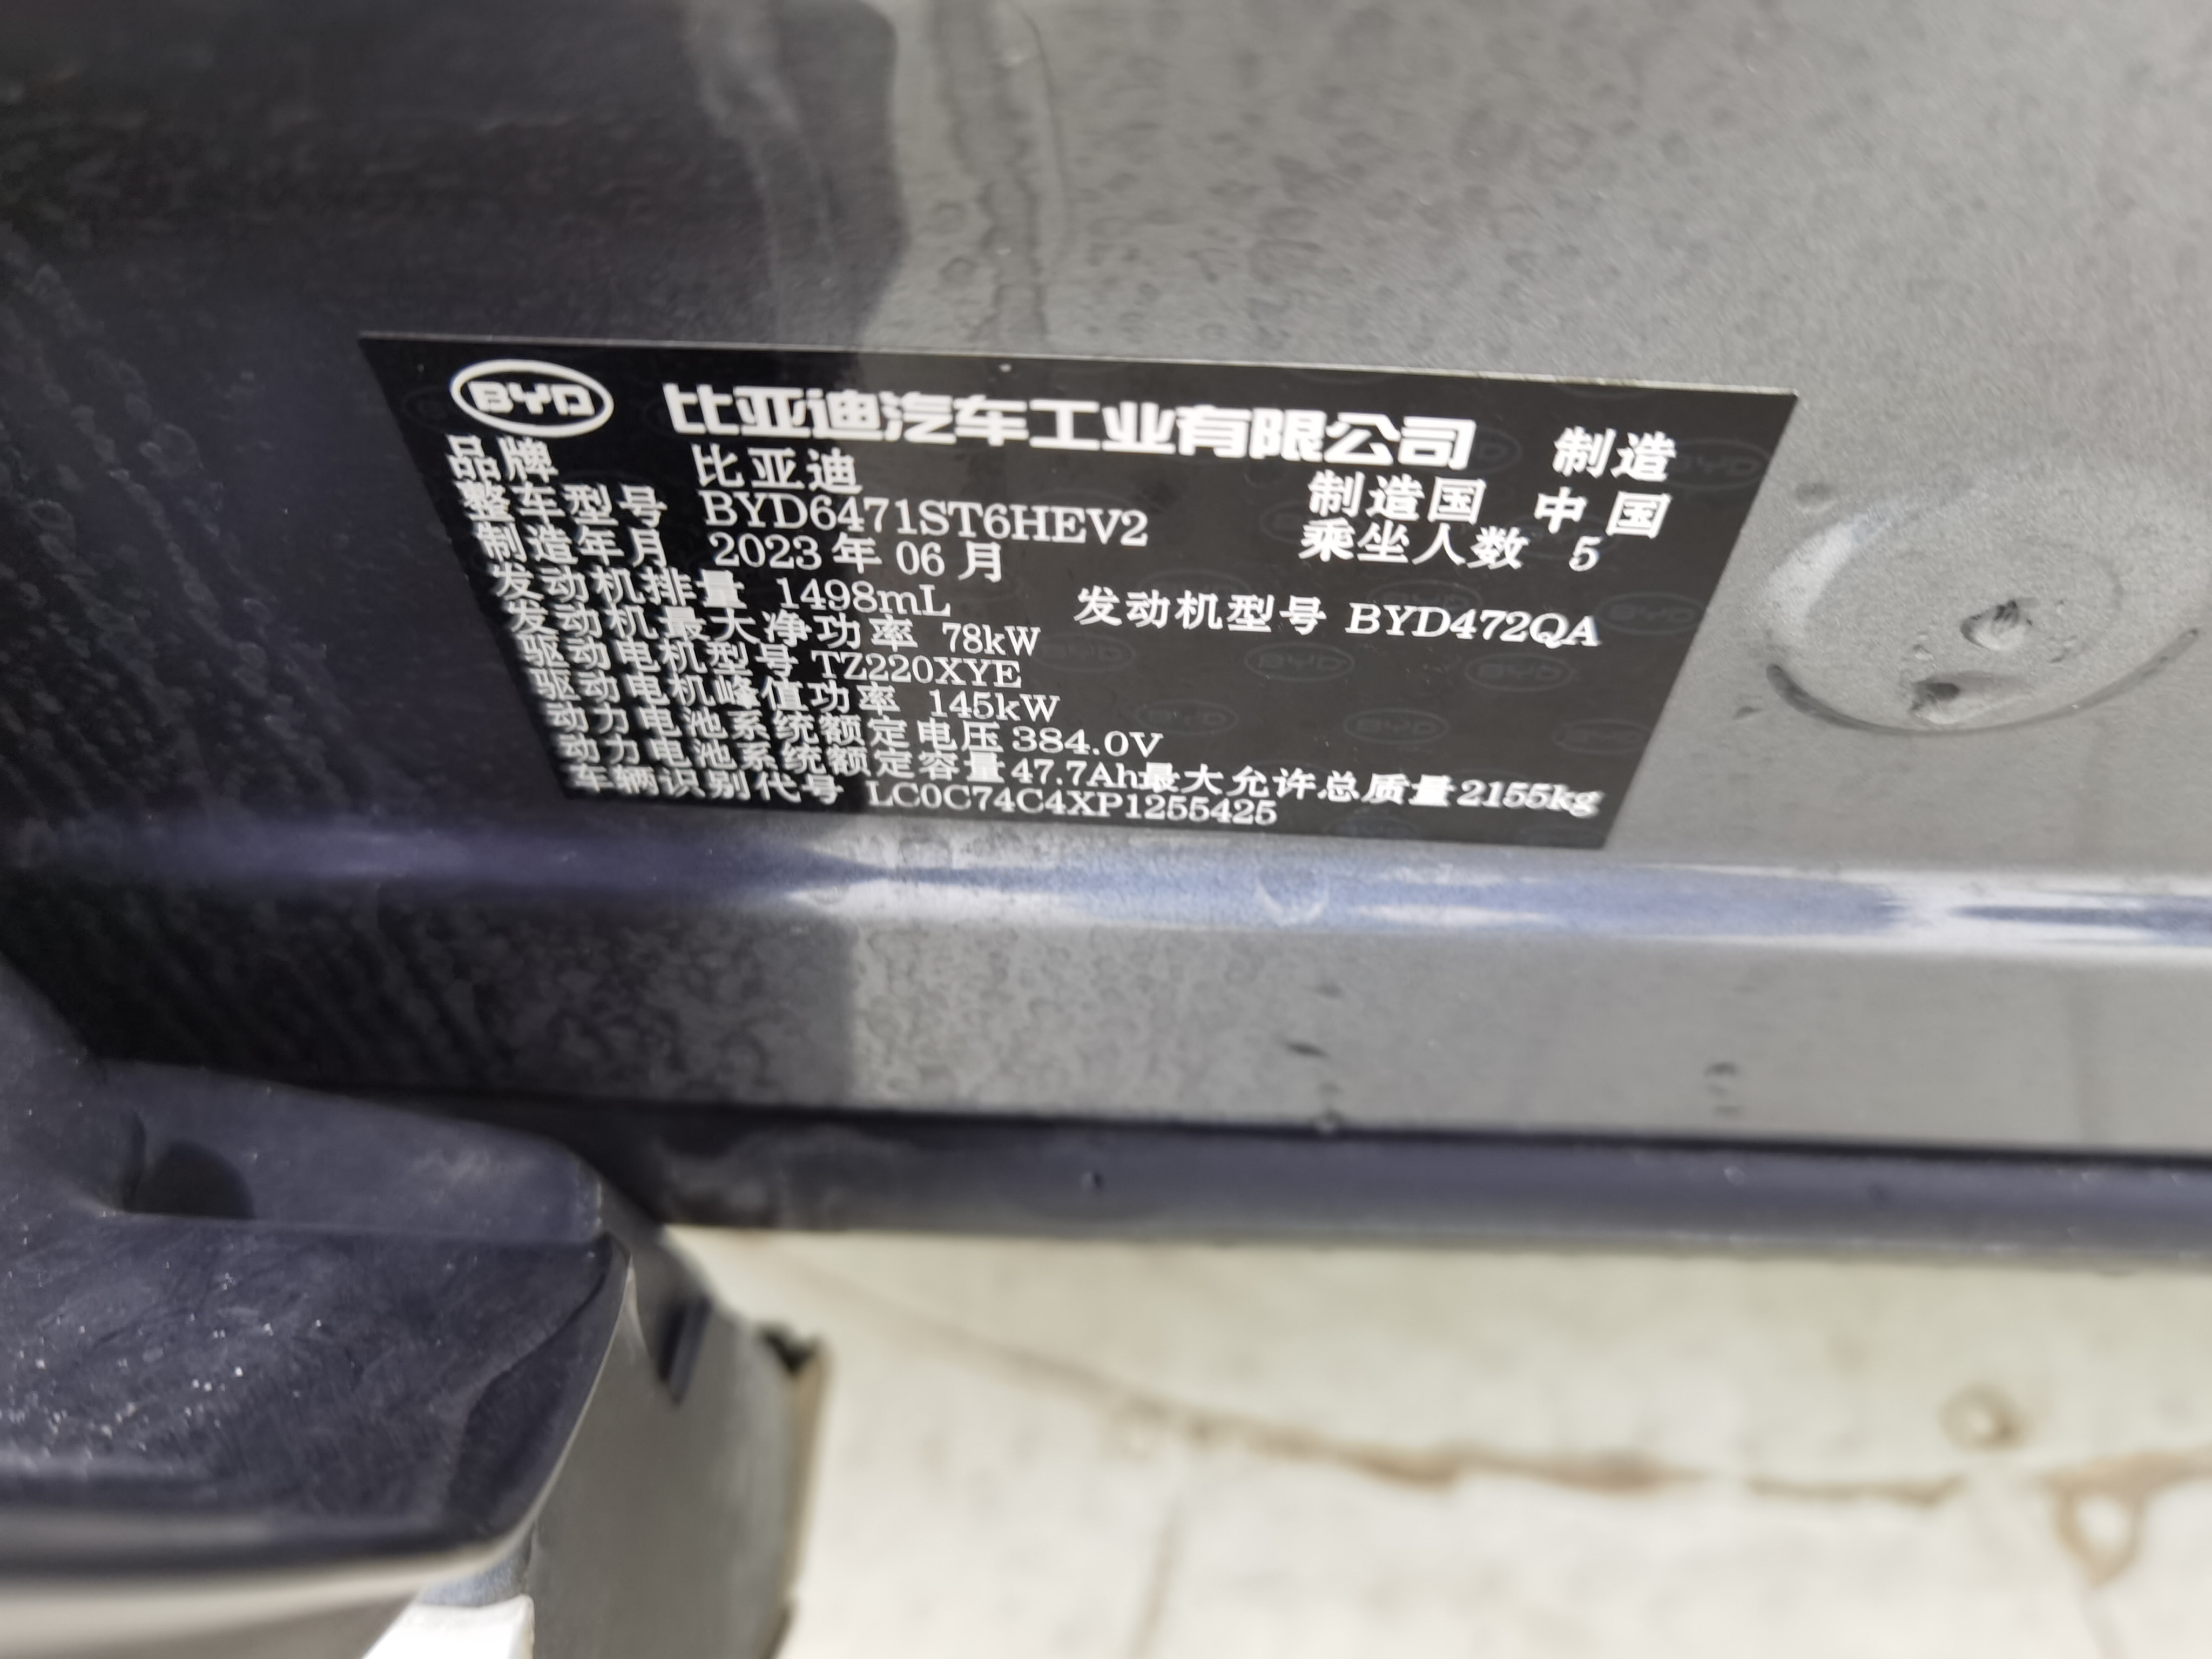 BYD 比亚迪汽车工业有限公司 制造
品牌 比亚迪 制造国 中国
整车型号 BYD6471ST6HEV2 乘坐人数 5
制造年月 2023年06月
发动机排量 1498mL 发动机型号 BYD472QA
发动机最大净功率 78kW
驱动电机型号 TZ220XYE
驱动电机峰值功率 145kW
动力电池系统额定电压 384.0V
动力电池系统额定容量 47.7Ah 最大允许总质量 2155kg
车辆识别代号 LC0C74C4XP1255425